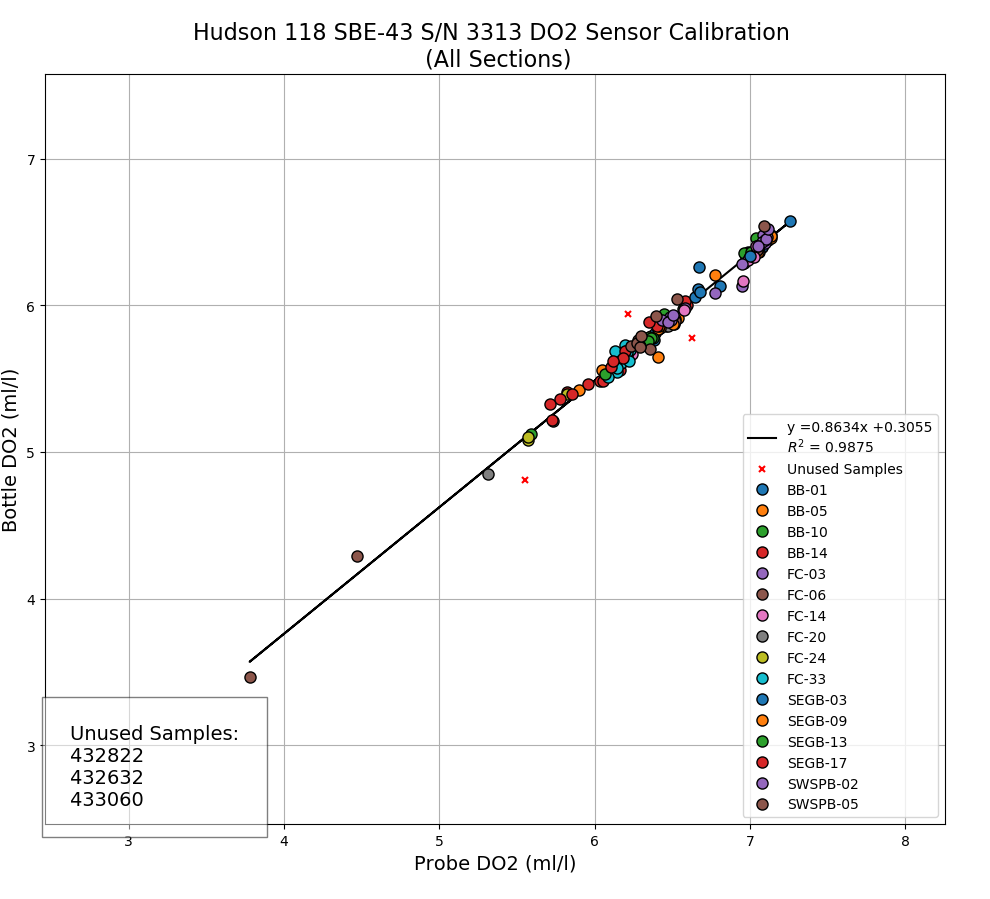 Hudson 118 SBE-43 S/N 3313 DO2 Sensor Calibration
(All Sections)
Bottle DO2 (ml/l)
7
6
5
4
3
y =0.8634x +0.3055
R² = 0.9875
Unused Samples
BB-01
BB-05
BB-10
BB-14
FC-03
FC-06
FC-14
FC-20
FC-24
FC-33
SEGB-03
SEGB-09
SEGB-13
SEGB-17
SWSPB-02
SWSPB-05
Unused Samples:
432822
432632
433060
3 4 5 6 7 8
Probe DO2 (ml/l)